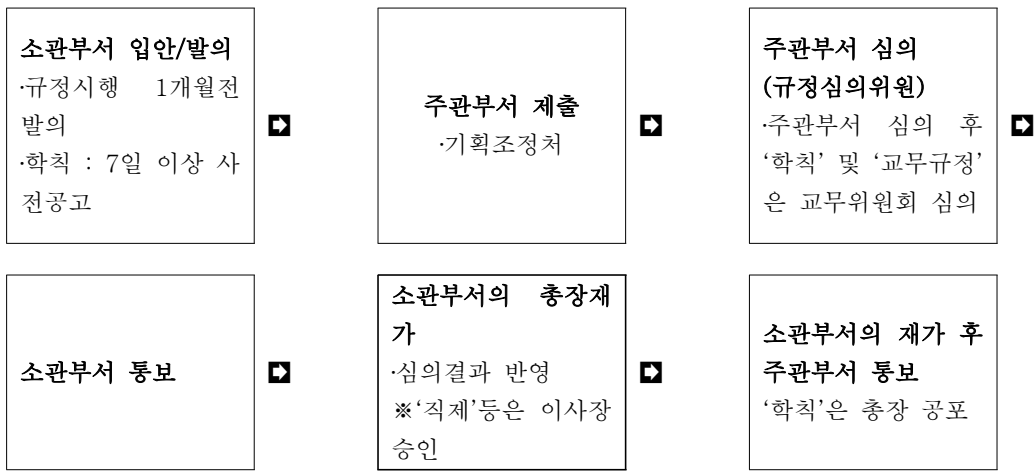 소관부서 입안/발의
·규정시행 1개월전
발의
·학칙 : 7일 이상 사
전공고
주관부서 제출
·기획조정처
주관부서 심의
(규정심의위원)
·주관부서 심의 후
‘학칙’ 및 ‘교무규정’
은 교무위원회 심의
소관부서 통보
소관부서의 총장재
가
·심의결과 반영
※‘직제’등은 이사장
승인
소관부서의 재가 후
주관부서 통보
‘학칙’은 총장 공포